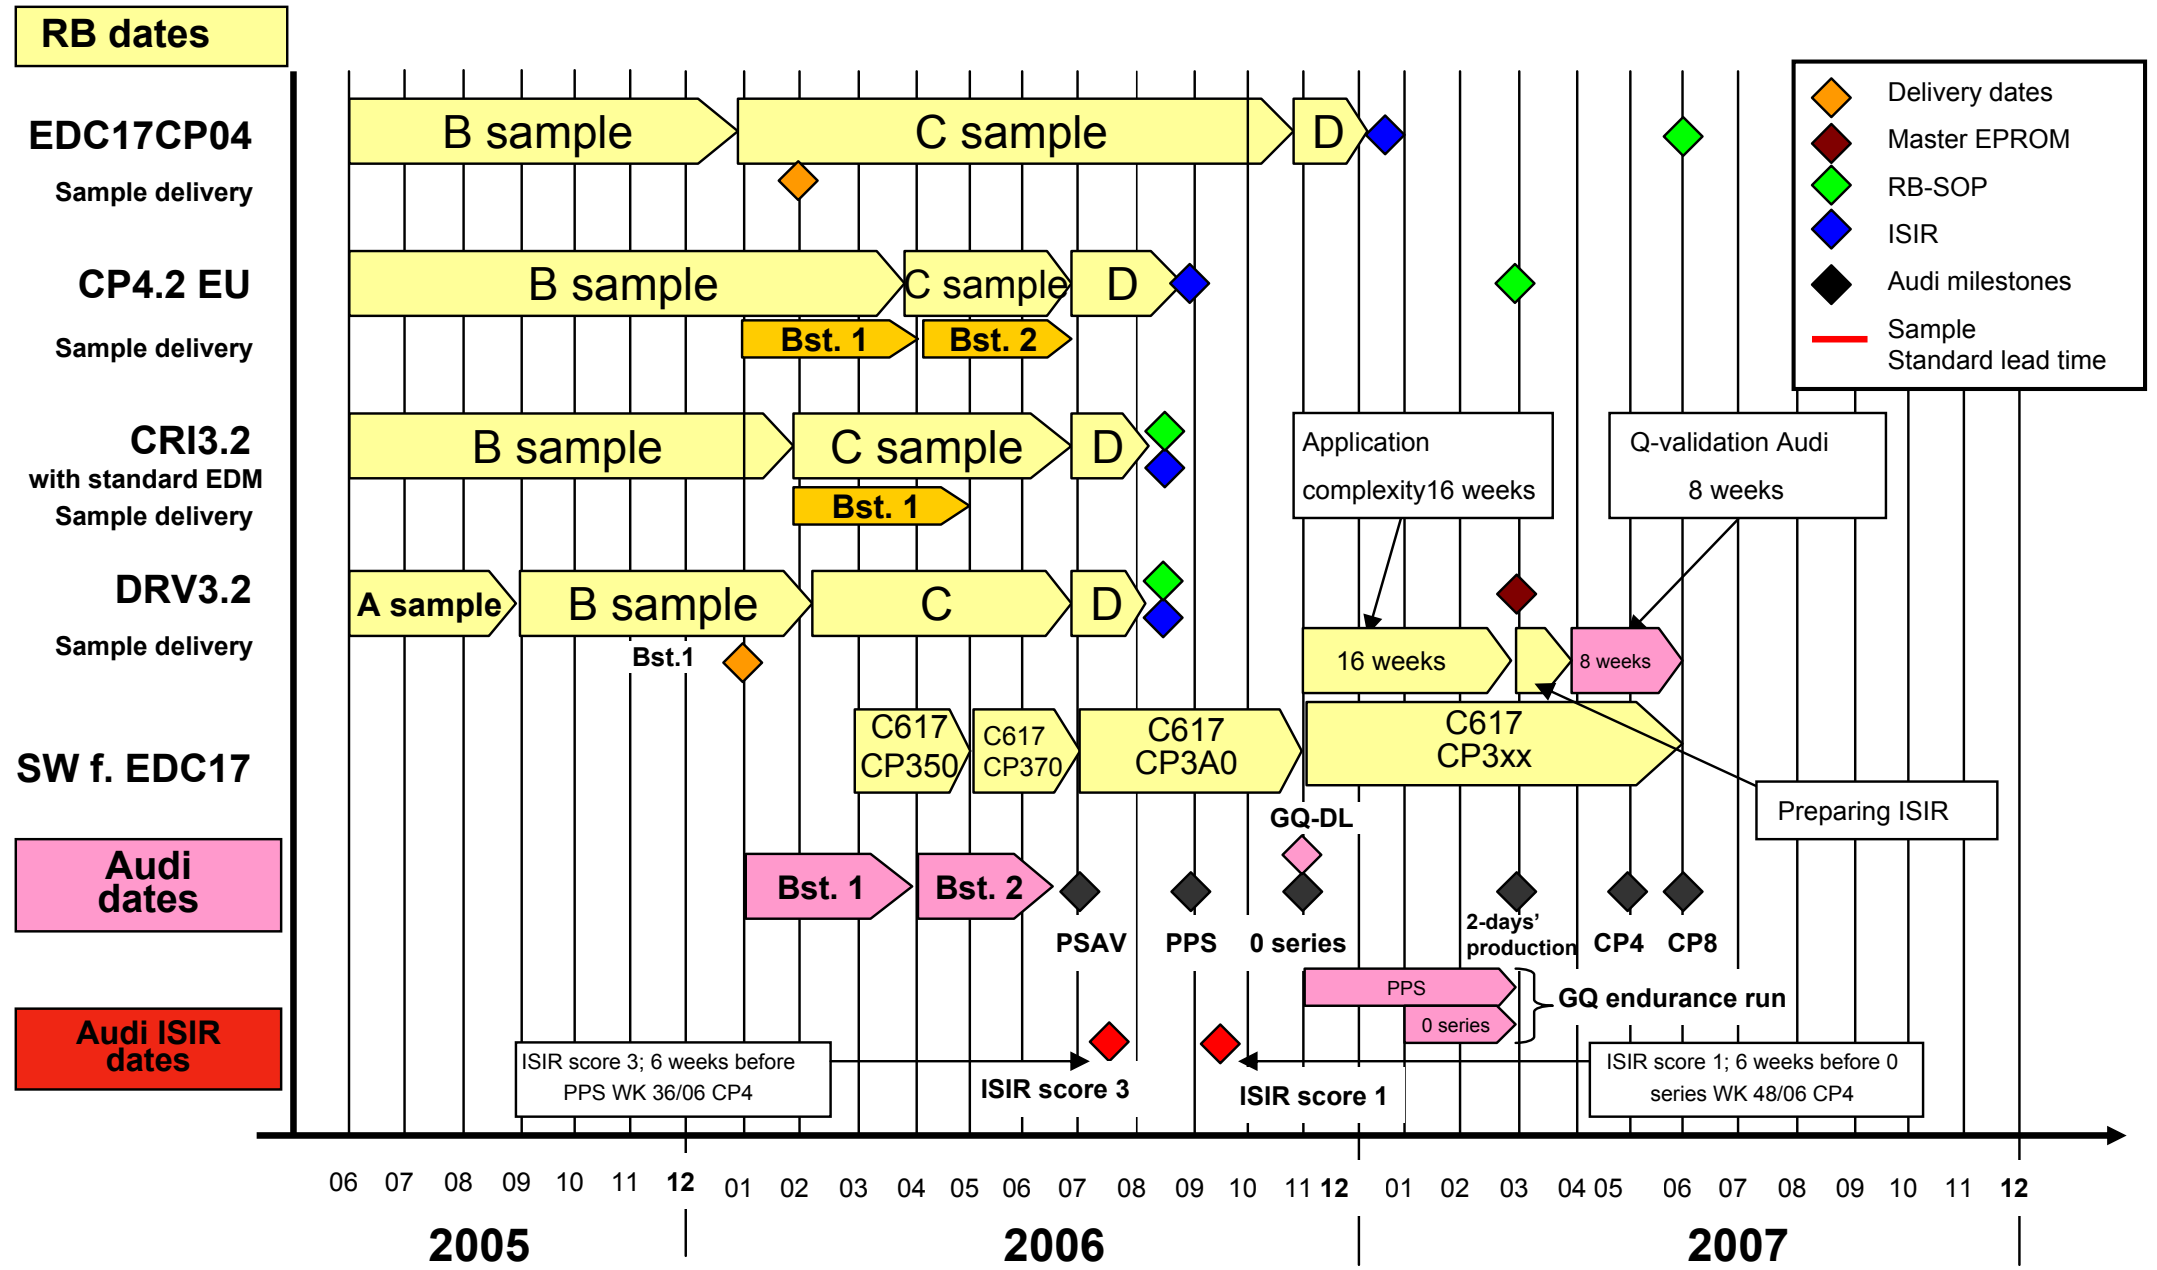 RB dates
EDC17CP04
Sample delivery
B sample
C sample
D
CP4.2 EU
Sample delivery
B sample
C sample
D
Bst. 1
Bst. 2
CRI3.2
with standard EDM
Sample delivery
B sample
C sample
D
Bst. 1
DRV3.2
Sample delivery
A sample
B sample
C
D
Bst.1
Delivery dates
Master EPROM
RB-SOP
ISIR
Audi milestones
Sample
Standard lead time
Application
complexity16 weeks
Q-validation Audi
8 weeks
16 weeks
8 weeks
SW f. EDC17
C617
CP350
C617
CP370
C617
CP3A0
C617
CP3xx
Preparing ISIR
GQ-DL
Audi
dates
Bst. 1
Bst. 2
PSAV
PPS
0 series
2-days’
production
CP4
CP8
PPS
0 series
GQ endurance run
Audi ISIR
dates
ISIR score 3; 6 weeks before
PPS WK 36/06 CP4
ISIR score 3
ISIR score 1
ISIR score 1; 6 weeks before 0
series WK 48/06 CP4
06 07 08 09 10 11 12 01 02 03 04 05 06 07 08 09 10 11 12 01 02 03 04 05 06 07 08 09 10 11 12
2005 2006 2007